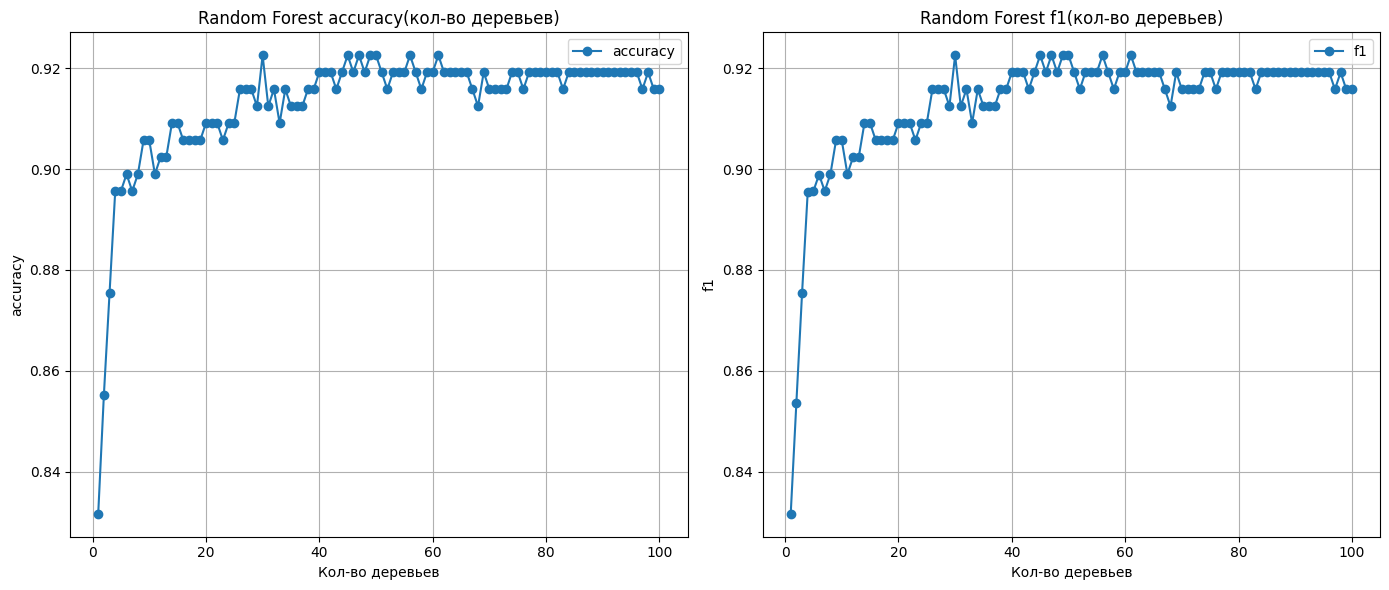 Random Forest accuracy(кол-во деревьев)
accuracy
0.92
0.90
0.88
0.86
0.84
accuracy
0
20
40
60
80
100
Кол-во деревьев
Random Forest f1(кол-во деревьев)
f1
0.92
0.90
0.88
0.86
0.84
f1
0
20
40
60
80
100
Кол-во деревьев